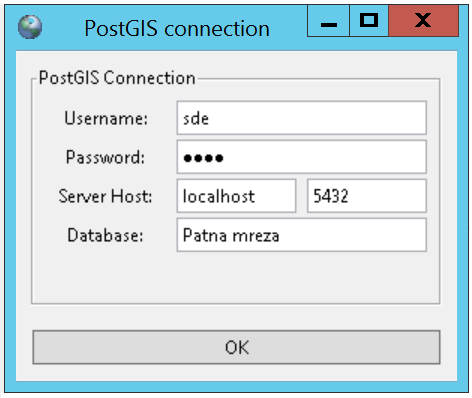 PostGIS connection
PostGIS Connection
Username: sde
Password: ●●●●
Server Host: localhost 5432
Database: Patna mreza
OK